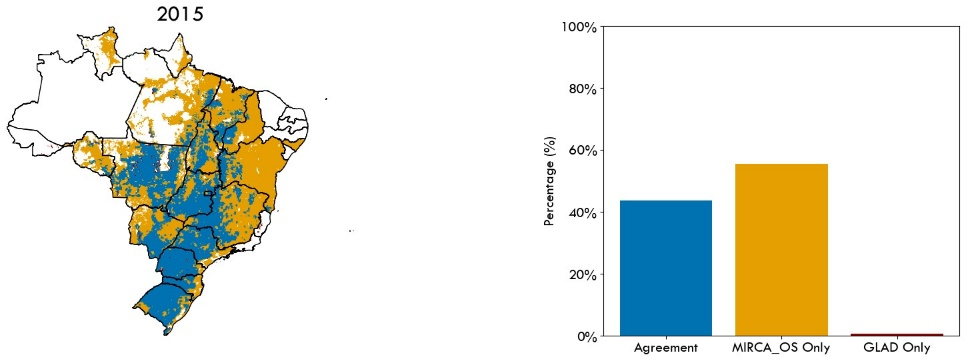 2015
100%
80%
60%
40%
20%
0%
Percentage (%)
Agreement
MIRCA_OS Only
GLAD Only